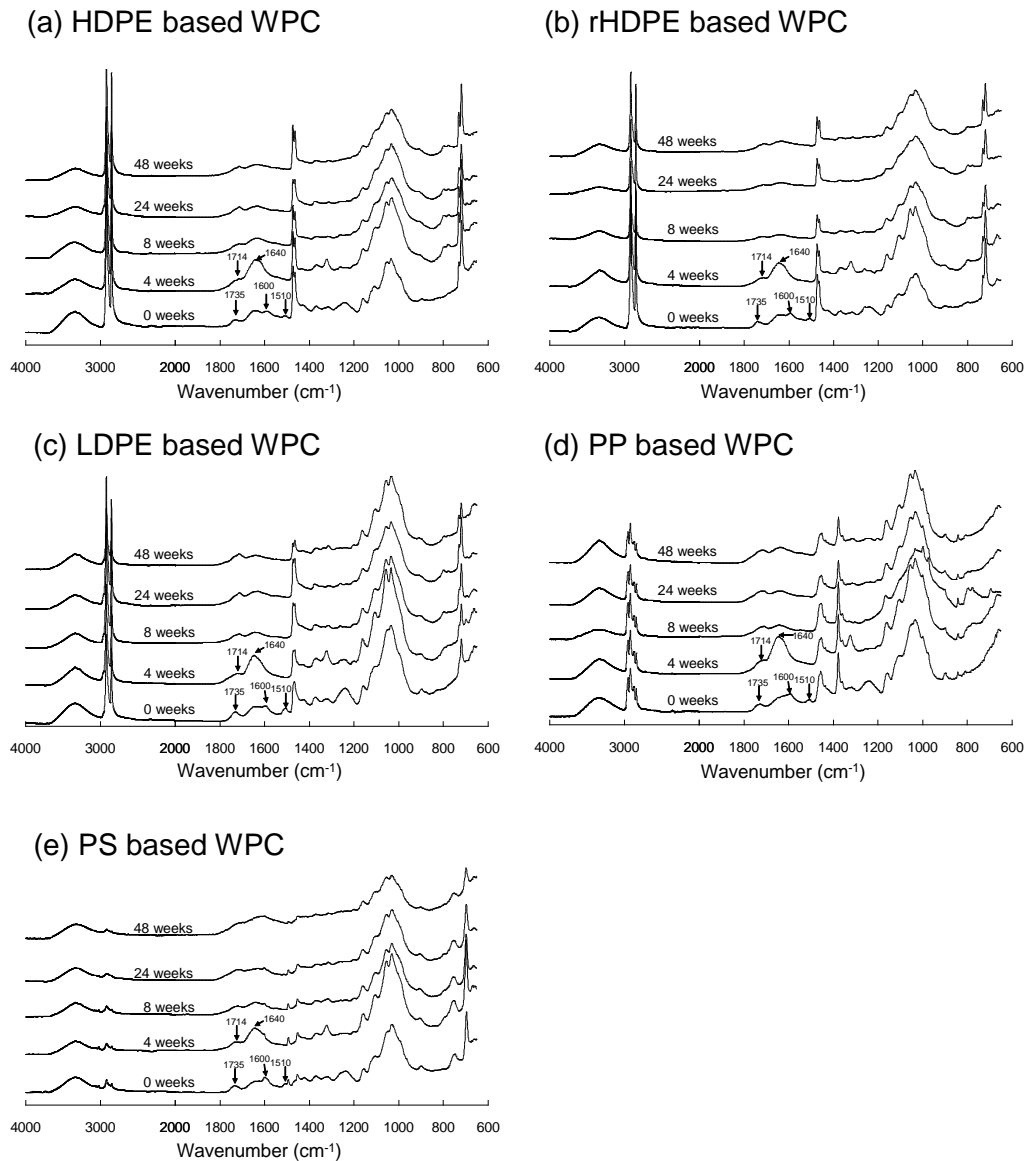 (a) HDPE based WPC
48 weeks
24 weeks
8 weeks
1714 1640
4 weeks
1735 1600 1510
0 weeks
4000 3000 2000 1800 1600 1400 1200 1000 800 600
Wavenumber (cm-1)
(b) rHDPE based WPC
48 weeks
24 weeks
8 weeks
1714 1640
4 weeks
1735 1600 1510
0 weeks
4000 3000 2000 1800 1600 1400 1200 1000 800 600
Wavenumber (cm-1)
(c) LDPE based WPC
48 weeks
24 weeks
8 weeks
1714 1640
4 weeks
1735 1600 1510
0 weeks
4000 3000 2000 1800 1600 1400 1200 1000 800 600
Wavenumber (cm-1)
(d) PP based WPC
48 weeks
24 weeks
8 weeks
1714 1640
4 weeks
1735 1600 1510
0 weeks
4000 3000 2000 1800 1600 1400 1200 1000 800 600
Wavenumber (cm-1)
(e) PS based WPC
48 weeks
24 weeks
8 weeks
1714 1640
4 weeks
1735 1600 1510
0 weeks
4000 3000 2000 1800 1600 1400 1200 1000 800 600
Wavenumber (cm-1)